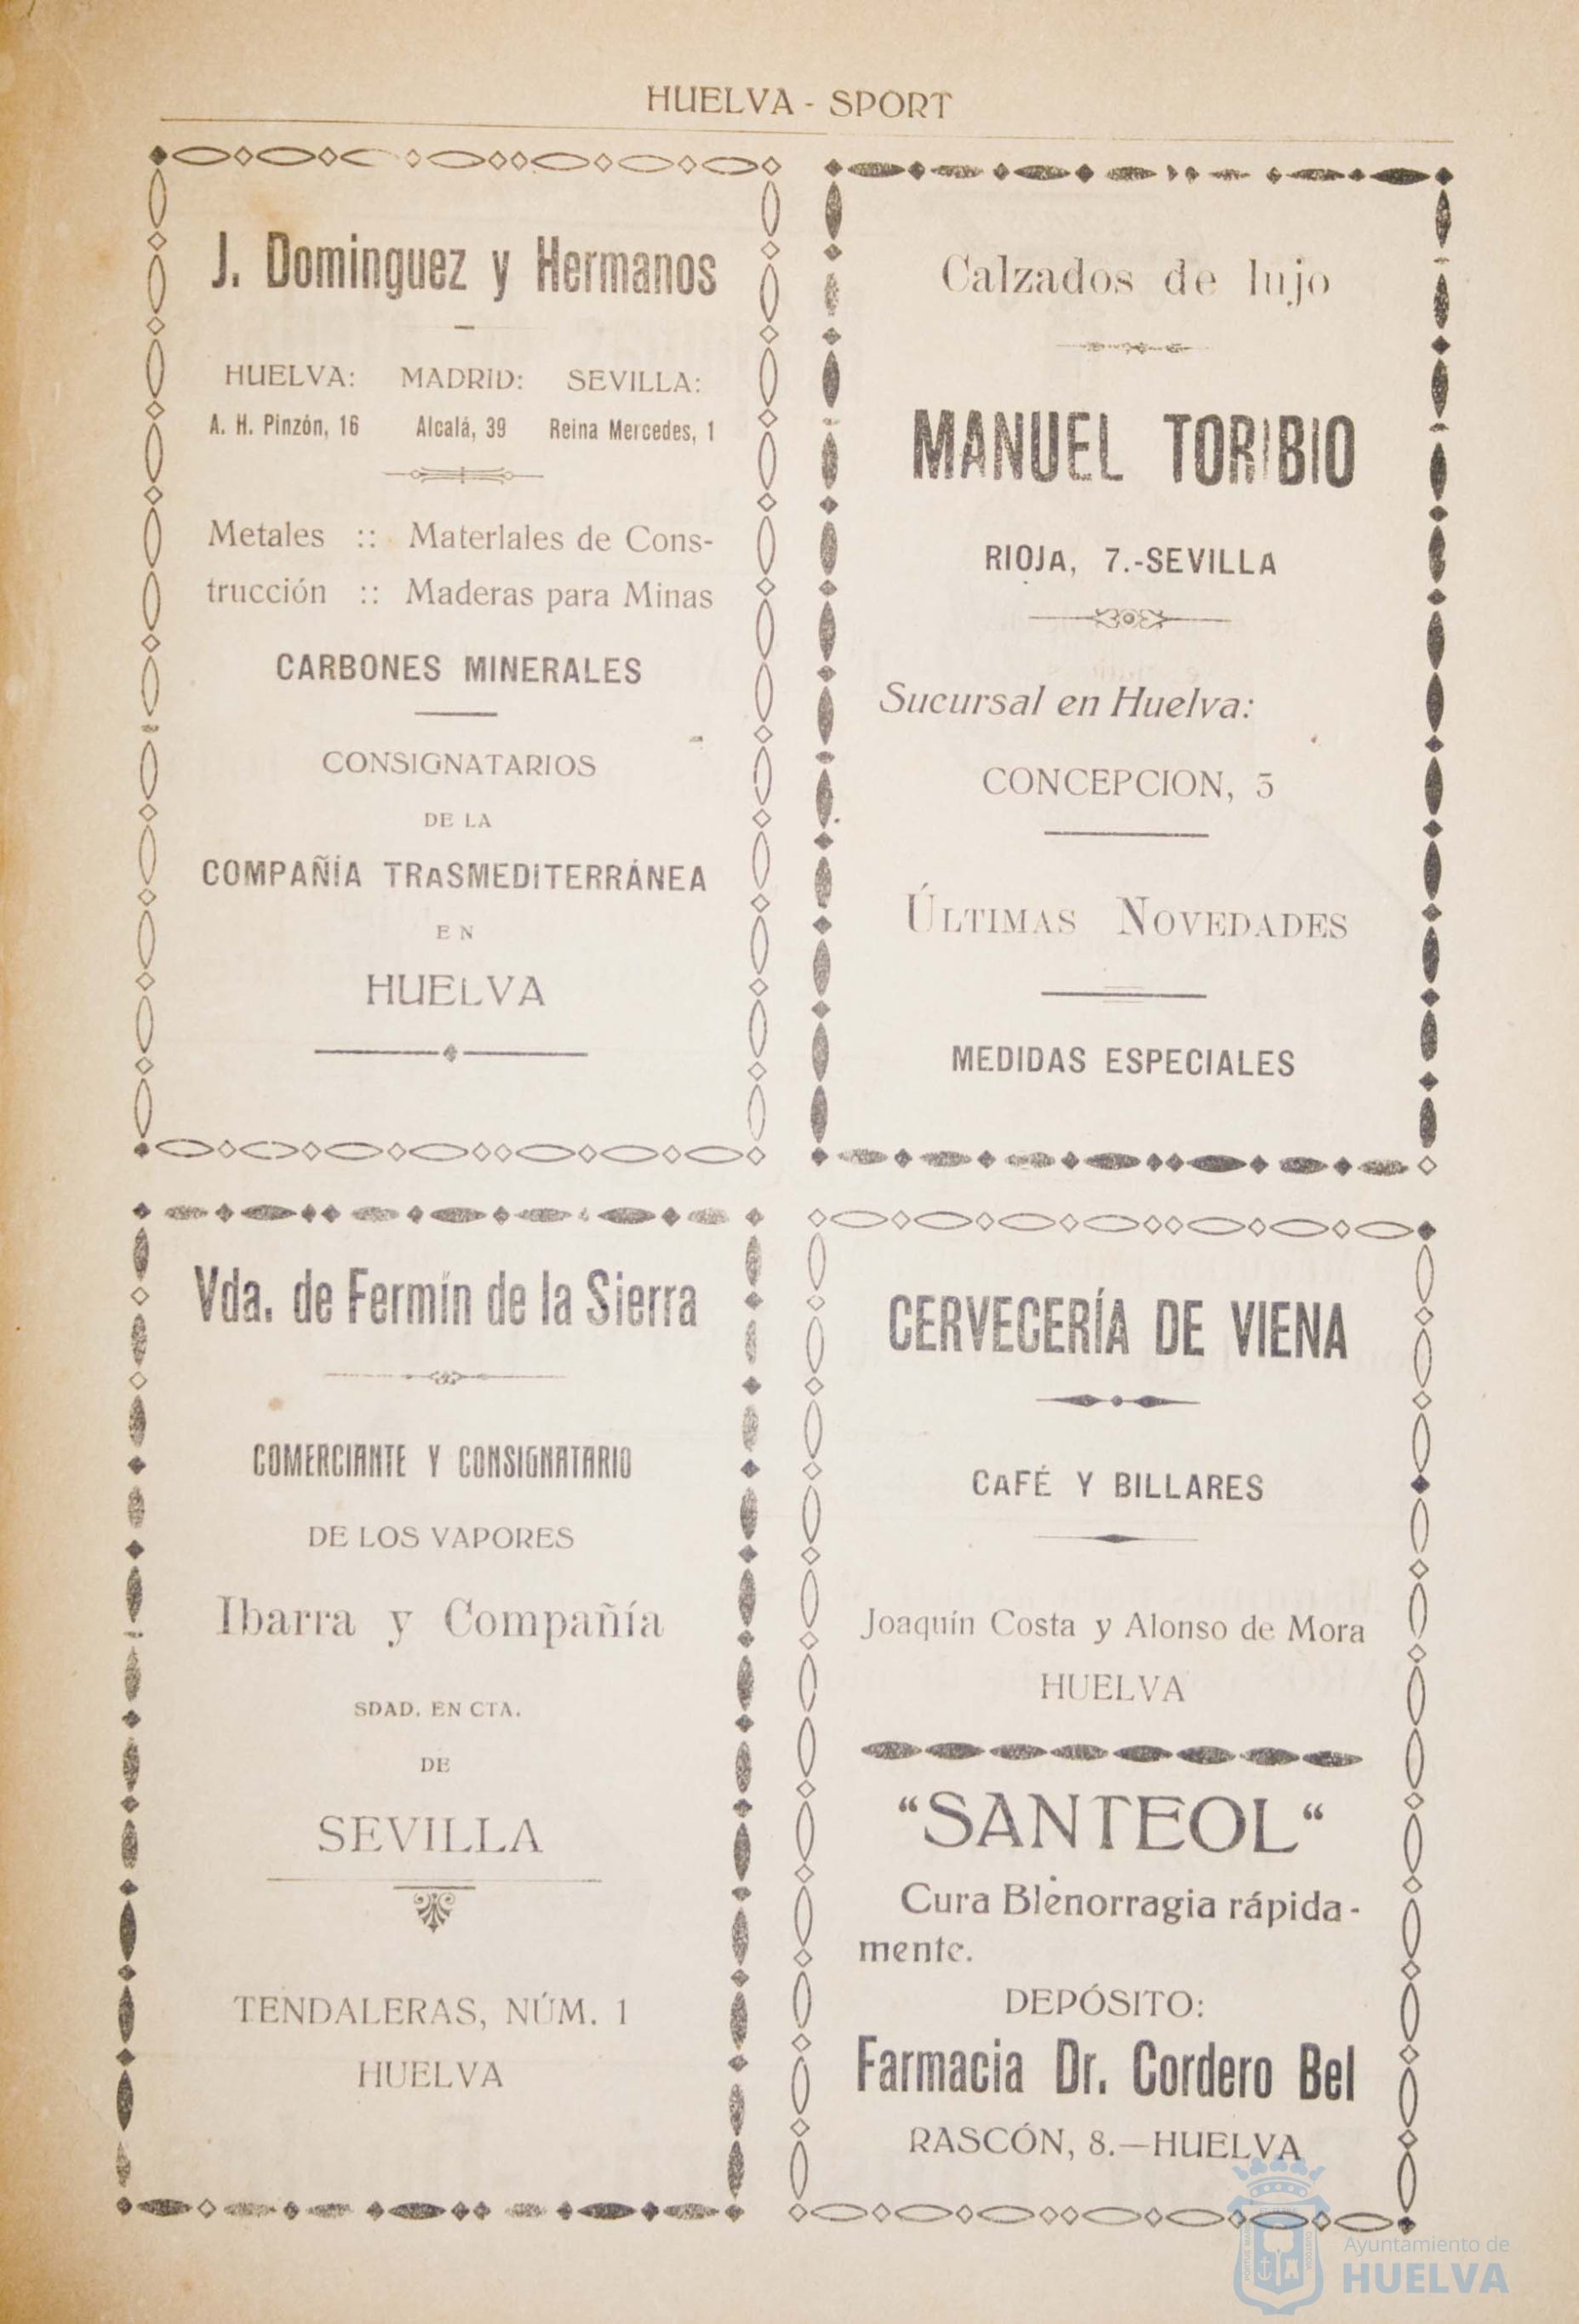 HUELVA - SPORT
J. Dominguez y Hermanos
HUELVA: MADRID: SEVILLA:
A. H. Pinzón, 16 Alcalá, 39 Reina Mercedes, 1
Metales :: Materlales de Cons-
trucción :: Maderas para Minas
CARBONES MINERALES
CONSIGNATARIOS
DE LA
COMPAÑÍA TRASMEDITERRÁNEA
EN
HUELVA
Calzados de lujo
MANUEL TORIBIO
RIOJA, 7.-SEVILLA
Sucursal en Huelva:
CONCEPCION, 3
ÚLTIMAS NOVEDADES
MEDIDAS ESPECIALES
Vda. de Fermín de la Sierra
COMERCIANTE Y CONSIGNATARIO
DE LOS VAPORES
Ibarra y Compañía
SDAD. EN CTA.
DE
SEVILLA
TENDALERAS, NÚM. 1
HUELVA
CERVECERÍA DE VIENA
CAFÉ Y BILLARES
Joaquín Costa y Alonso de Mora
HUELVA
“SANTEOL“
Cura Blenorragia rápida-
mente.
DEPÓSITO:
Farmacia Dr. Cordero Bel
RASCÓN, 8.—HUELVA
Ayuntamiento de
HUELVA